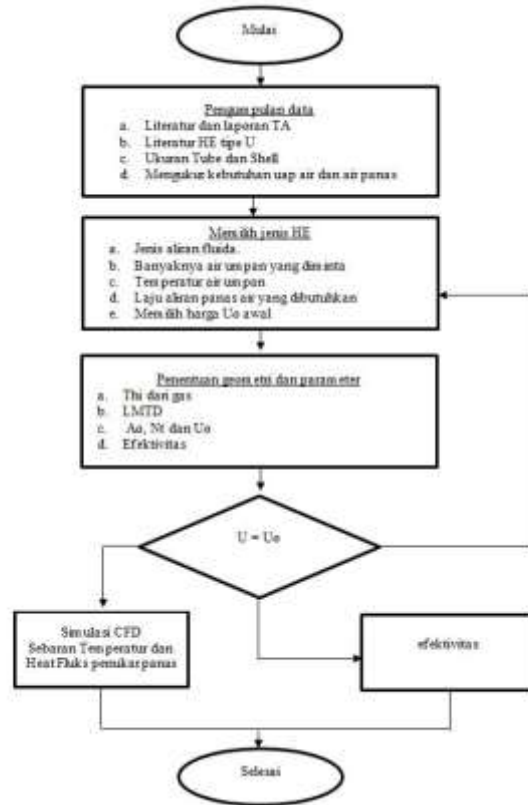 Mulai
Pengumpulan data
a. Literatur dan laporan TA
b. Literatur HE tipe U
c. Ukuran Tube dan Shell
d. Mengukur kebutuhan uap air dan air panas
Memilih jenis HE
a. Jenis aliran fluida.
b. Banyaknya air umpan yang diminta
c. Temperatur air umpan
d. Laju aliran panas air yang dibutuhkan
e. Memilih harga Uo awal
Penentuan geometri dan parameter
a. Thi dari gas
b. LMTD
c. Ao, Nt dan Uo
d. Efektivitas
U = Uo
Simulasi CFD
Sebaran Temperatur dan
Heat Fluks penukar panas
efektivitas
Selesai